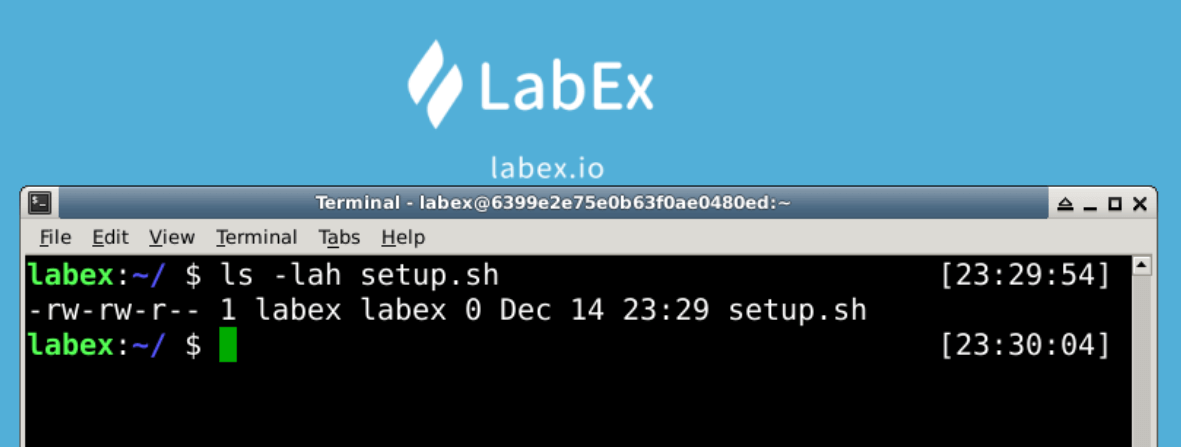 LabEx
labex.io
Terminal - labex@6399e2e75e0b63f0ae0480ed:~
File Edit View Terminal Tabs Help
labex:~/ $ ls -lah setup.sh [23:29:54]
-rw-rw-r-- 1 labex labex 0 Dec 14 23:29 setup.sh
labex:~/ $ [23:30:04]